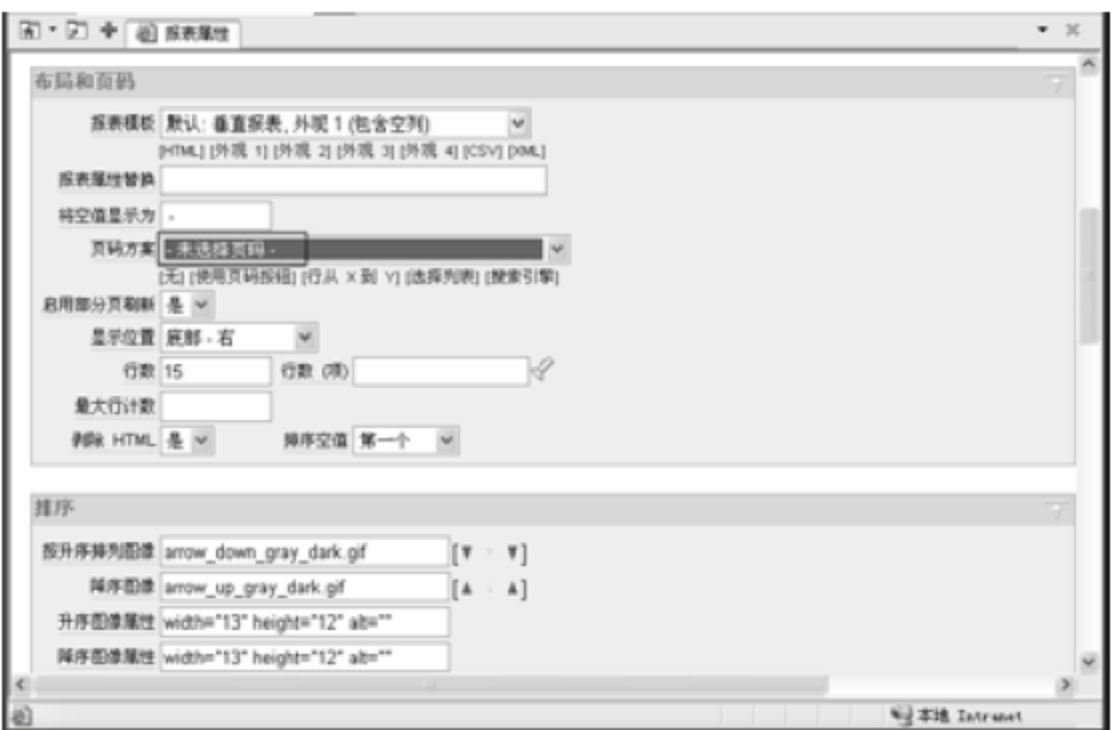 报表属性
布局和页码
报表模板 默认: 垂直报表, 外观 1 (包含空列)
[HTML] [外观 1] [外观 2] [外观 3] [外观 4] [CSV] [XML]
报表属性替换
将空值显示为 -
页码方案 - 未选择页码 -
[无] [使用页码按钮] [行从 X 到 Y] [选择列表] [搜索引擎]
启用部分页刷新 是
显示位置 底部 - 右
行数 15 行数 (项)
最大行计数
剥除 HTML 是 排序空值 第一个
排序
按升序排列图像 arrow_down_gray_dark.gif
降序图像 arrow_up_gray_dark.gif
升序图像属性 width="13" height="12" alt=""
降序图像属性 width="13" height="12" alt=""
本地 Intranet